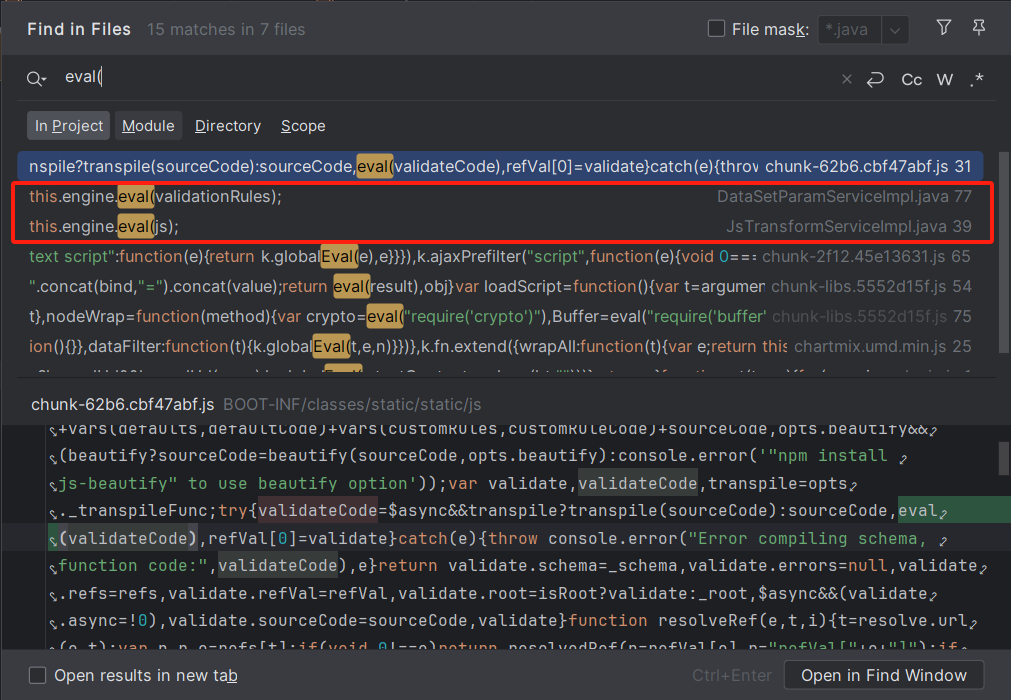 Find in Files 15 matches in 7 files File mask: *.java
eval( × Cc W .*
In Project Module Directory Scope
nspile?transpile(sourceCode):sourceCode,eval(validateCode),refVal[0]=validate}catch(e){throw chunk-62b6.cbf47abf.js 31
this.engine.eval(validationRules); DataSetParamServiceImpl.java 77
this.engine.eval(js); JsTransformServiceImpl.java 39
text script":function(e){return k.globalEval(e),e}}}),k.ajaxPrefilter("script",function(e){void 0=== chunk-2f12.45e13631.js 65
".concat(bind,"=").concat(value);return eval(result),obj}var loadScript=function(){var t=argumen chunk-libs.5552d15f.js 54
t},nodeWrap=function(method){var crypto=eval("require('crypto')"),Buffer=eval("require('buffer' chunk-libs.5552d15f.js 75
ion(){}},dataFilter:function(t){k.globalEval(t,e,n)}})},k.fn.extend({wrapAll:function(t){var e;return this chartmix.umd.min.js 25
chunk-62b6.cbf47abf.js BOOT-INF/classes/static/static/js
+vars(defaults,defaultCode)+vars(customRules,customRuleCode)+sourceCode,opts.beautify&&
(beautify?sourceCode=beautify(sourceCode,opts.beautify):console.error('"npm install
js-beautify" to use beautify option'));var validate,validateCode,transpile=opts
._transpileFunc;try{validateCode=$async&&transpile?transpile(sourceCode):sourceCode,eval
(validateCode),refVal[0]=validate}catch(e){throw console.error("Error compiling schema,
function code:",validateCode),e}return validate.schema=_schema,validate.errors=null,validate
.refs=refs,validate.refVal=refVal,validate.root=isRoot?validate:_root,$async&&(validate
.async=!0),validate.sourceCode=sourceCode,validate}function resolveRef(e,t,i){t=resolve.url
Open results in new tab Ctrl+Enter Open in Find Window